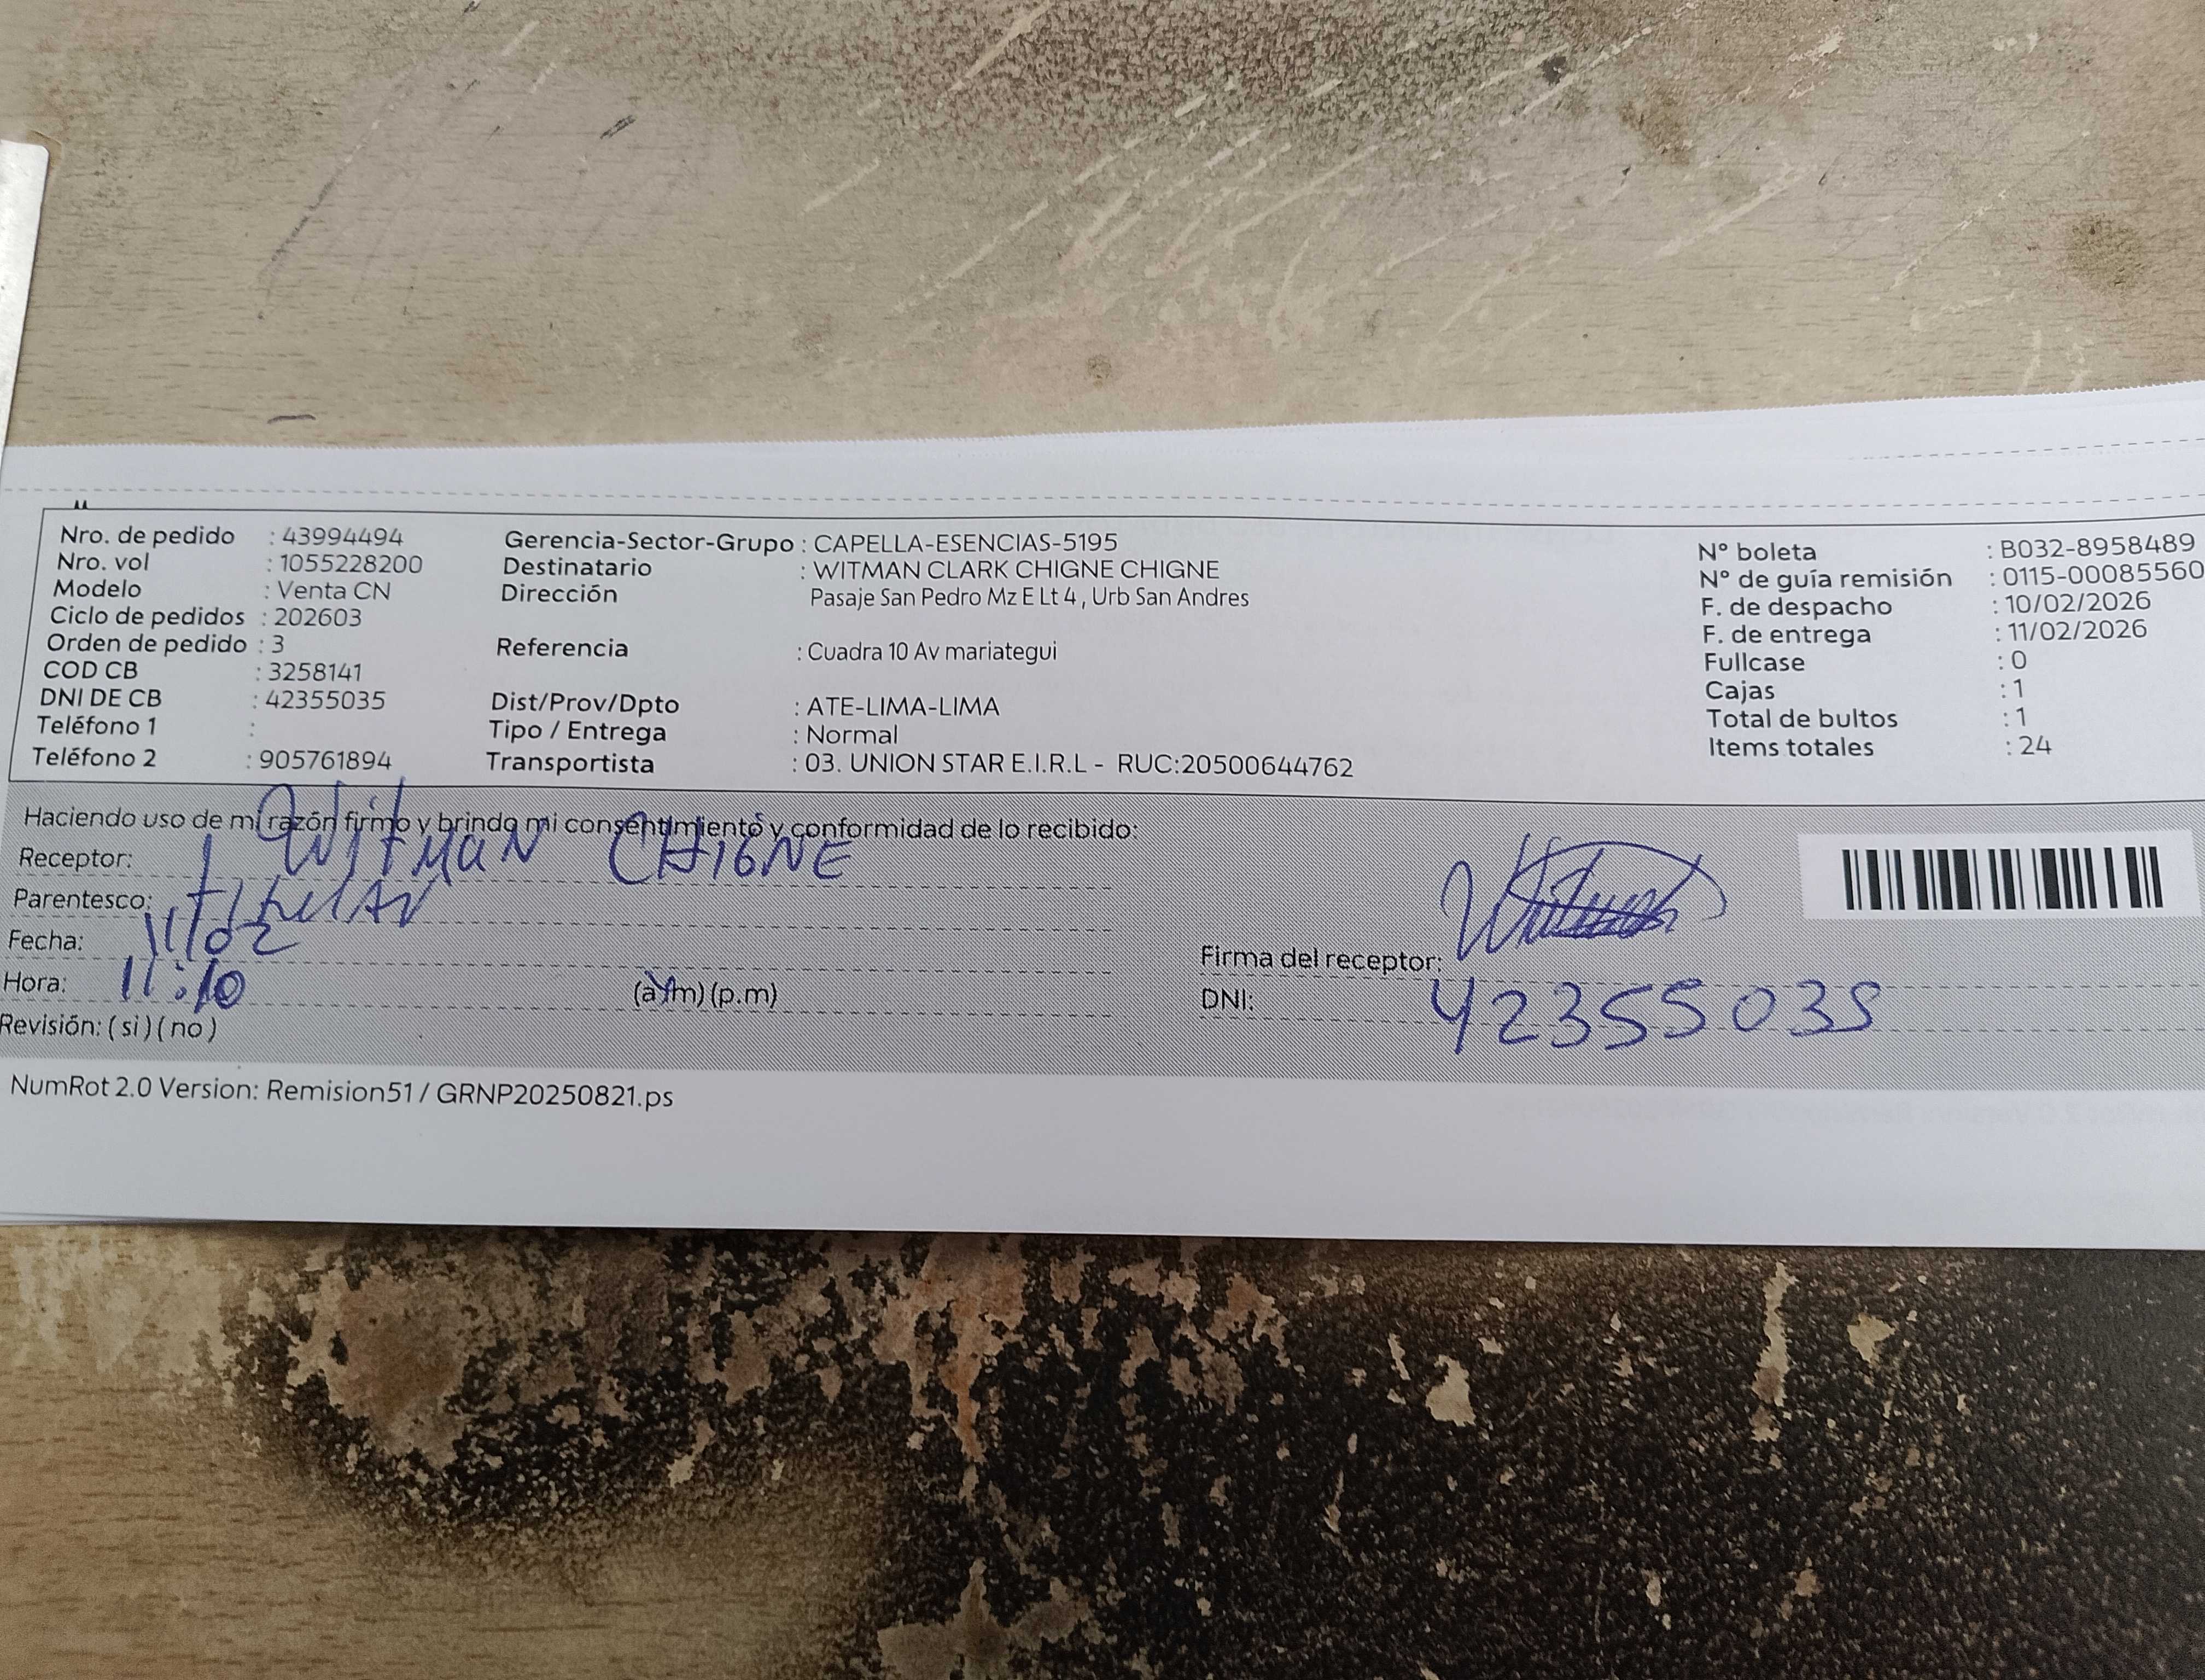 Nro. de pedido : 43994494
Nro. vol : 1055228200
Modelo : Venta CN
Ciclo de pedidos : 202603
Orden de pedido : 3
COD CB : 3258141
DNI DE CB : 42355035
Teléfono 1 :
Teléfono 2 : 905761894
Gerencia-Sector-Grupo : CAPELLA-ESENCIAS-5195
Destinatario : WITMAN CLARK CHIGNE CHIGNE
Dirección Pasaje San Pedro Mz E Lt 4 , Urb San Andres
Referencia : Cuadra 10 Av mariategui
Dist/Prov/Dpto : ATE-LIMA-LIMA
Tipo / Entrega : Normal
Transportista : 03. UNION STAR E.I.R.L - RUC:20500644762
N° boleta : B032-8958489
N° de guía remisión : 0115-00085560
F. de despacho : 10/02/2026
F. de entrega : 11/02/2026
Fullcase : 0
Cajas : 1
Total de bultos : 1
Items totales : 24
Haciendo uso de mi razón firmo y brindo mi consentimiento y conformidad de lo recibido:
Receptor: Witman CHIGNE
Parentesco: titular
Fecha: 11/02
Hora: 11:10 (a.m) (p.m)
Revisión: ( si ) ( no )
Firma del receptor: Witman
DNI: 42355035
NumRot 2.0 Version: Remision51 / GRNP20250821.ps